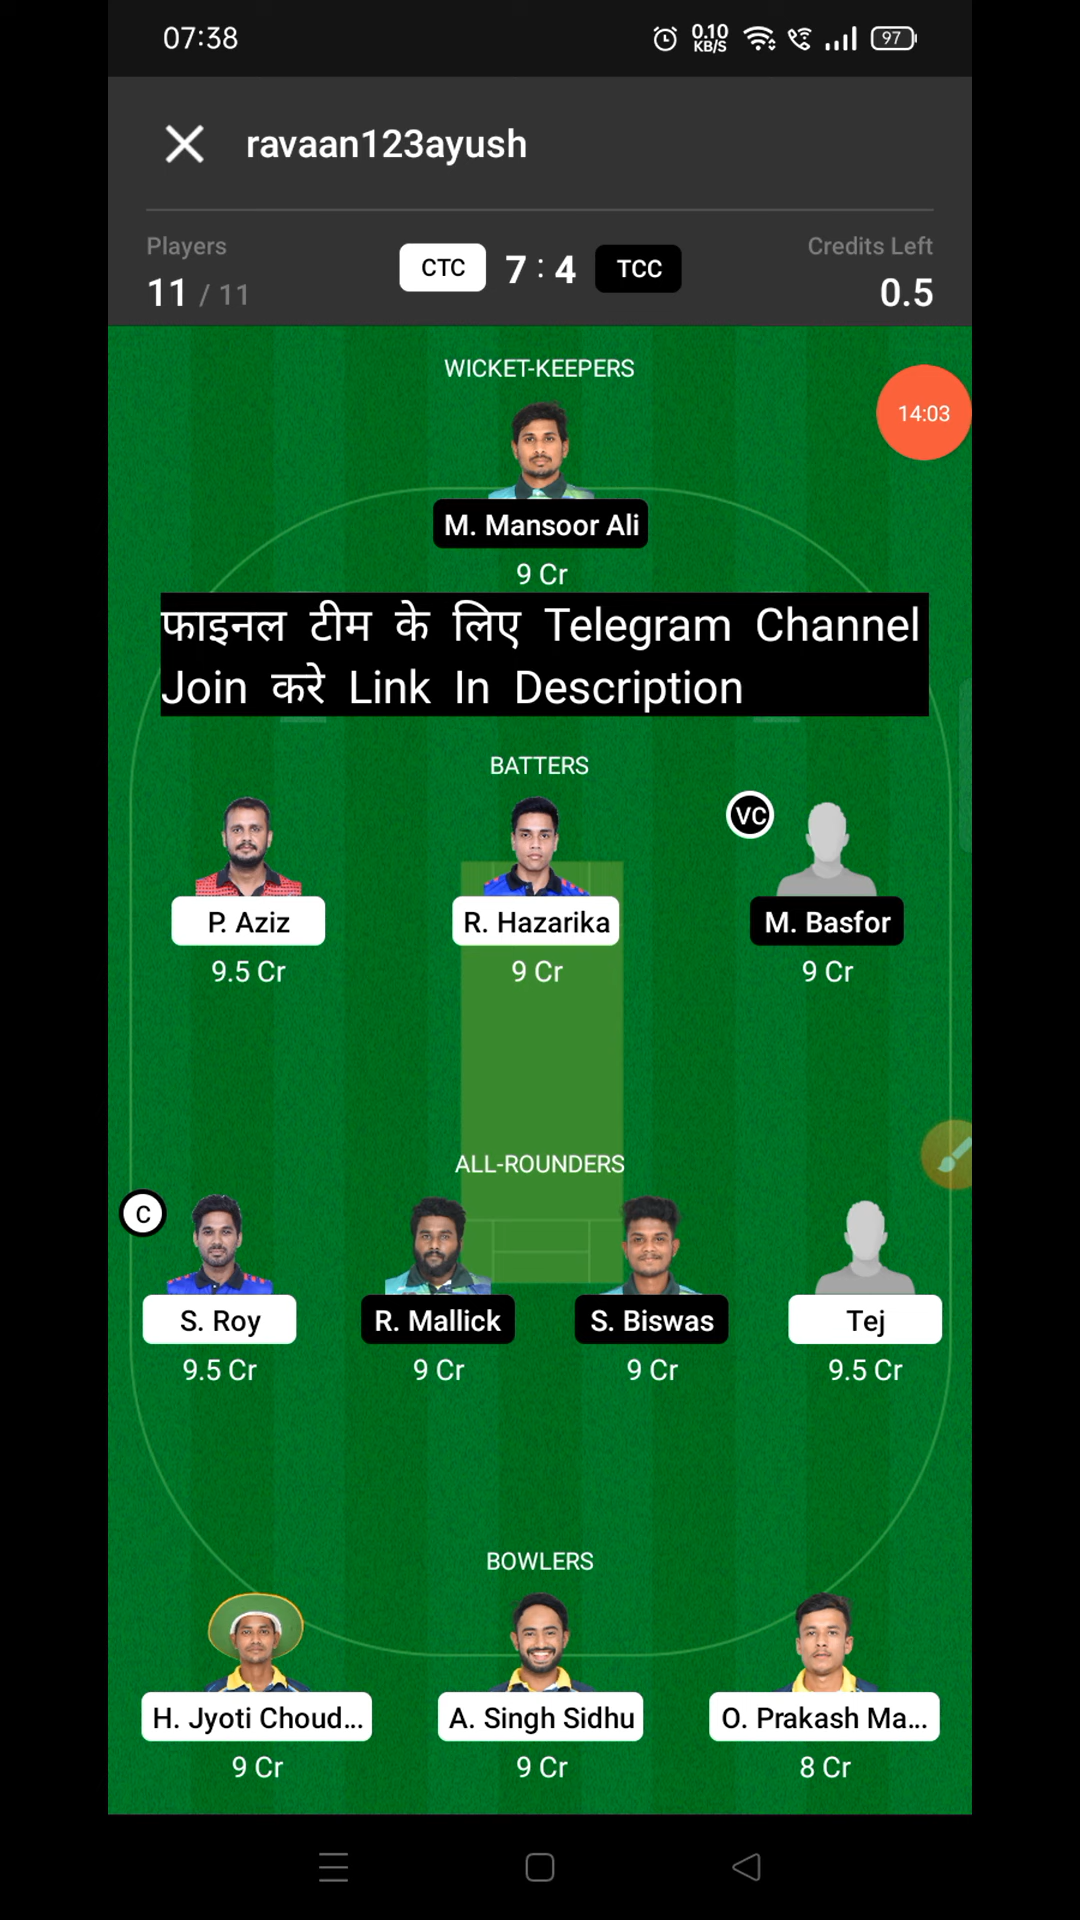 07:38 0.10 KB/S 97
ravaan123ayush
Players CTC 7 : 4 TCC Credits Left
11 / 11 0.5
WICKET-KEEPERS
14:03
M. Mansoor Ali
9 Cr
फाइनल टीम के लिए Telegram Channel
Join करे Link In Description
BATTERS
VC
P. Aziz R. Hazarika M. Basfor
9.5 Cr 9 Cr 9 Cr
ALL-ROUNDERS
C
S. Roy R. Mallick S. Biswas Tej
9.5 Cr 9 Cr 9 Cr 9.5 Cr
BOWLERS
H. Jyoti Choud... A. Singh Sidhu O. Prakash Ma...
9 Cr 9 Cr 8 Cr